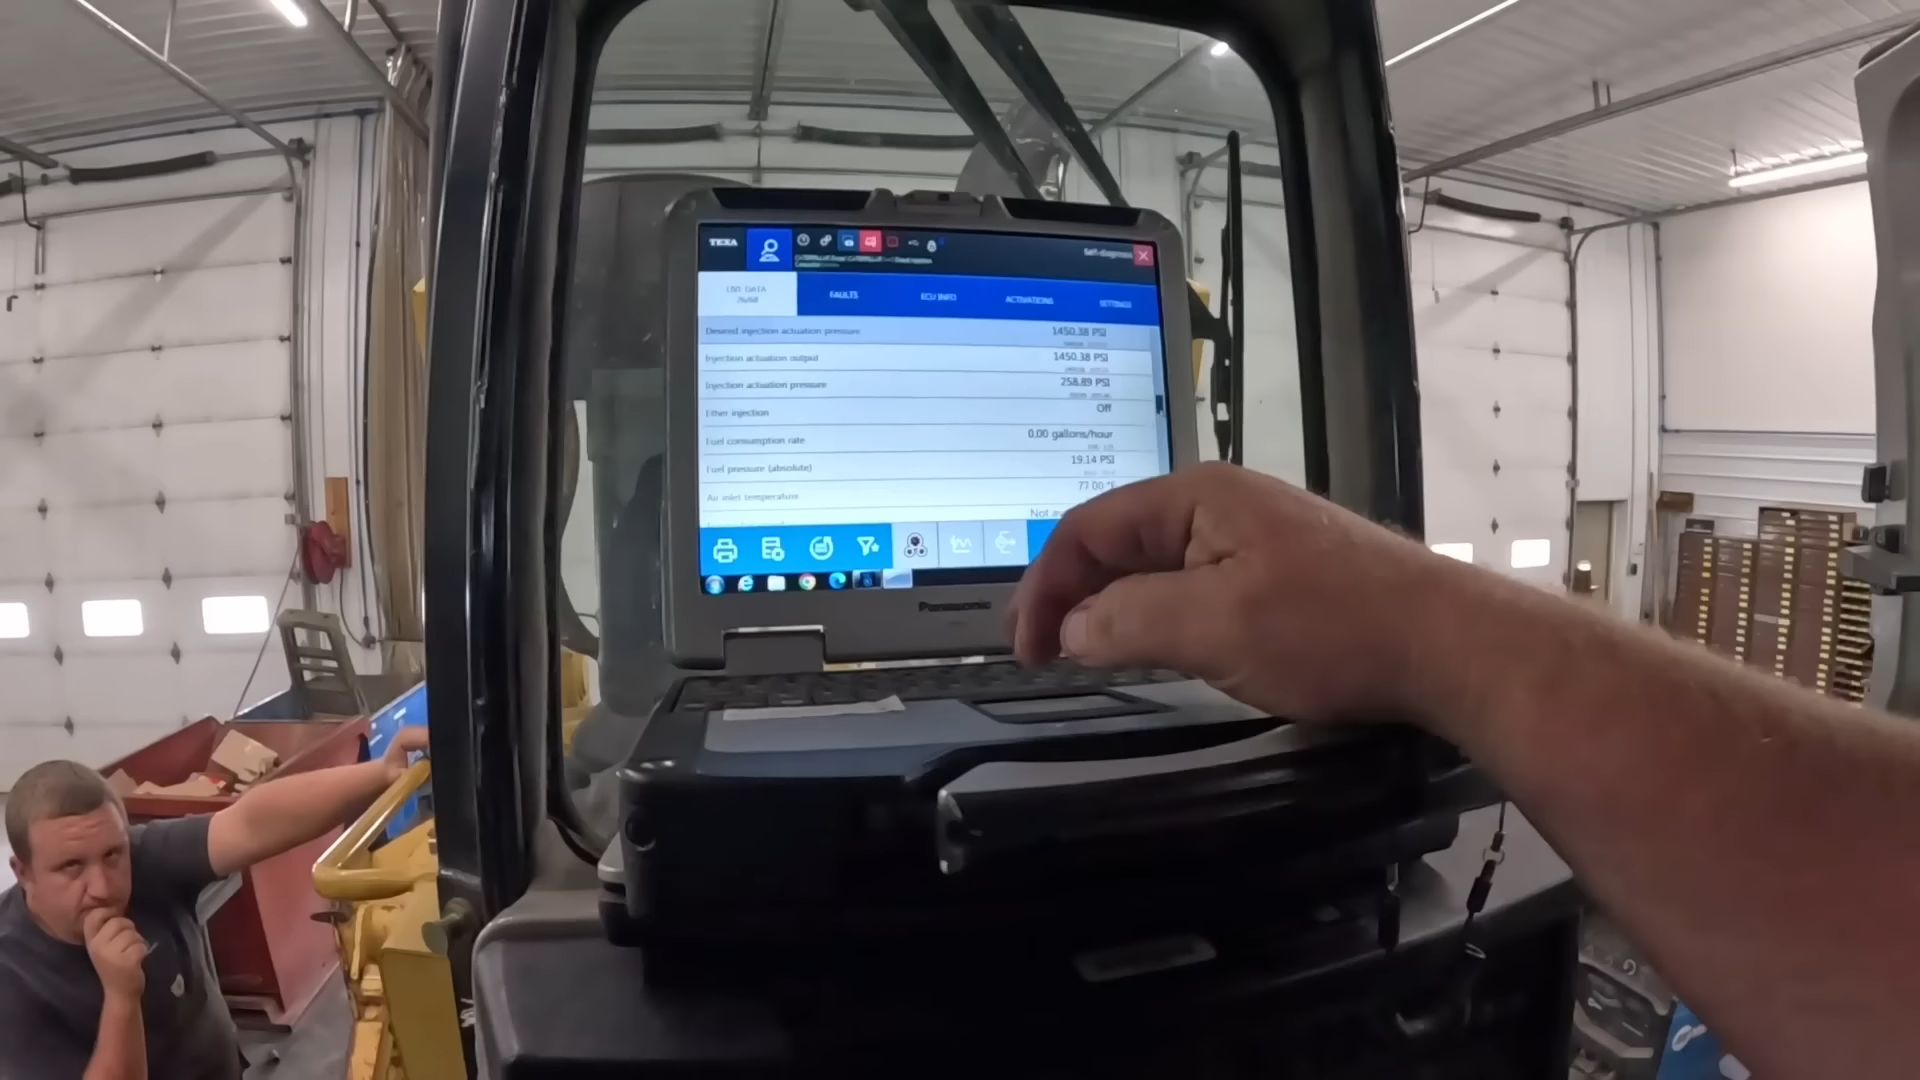 TEXA
Self-diagnosis
FAULTS
ECU INFO
ACTIVATIONS
SETTINGS
Desired injection actuation pressure 1450.38 PSI
Injection actuation output 1450.38 PSI
Injection actuation pressure 258.89 PSI
Ether injection Off
Fuel consumption rate 0.00 gallons/hour
Fuel pressure (absolute) 19.14 PSI
Air inlet temperature 77.00 °F
Not
Panasonic